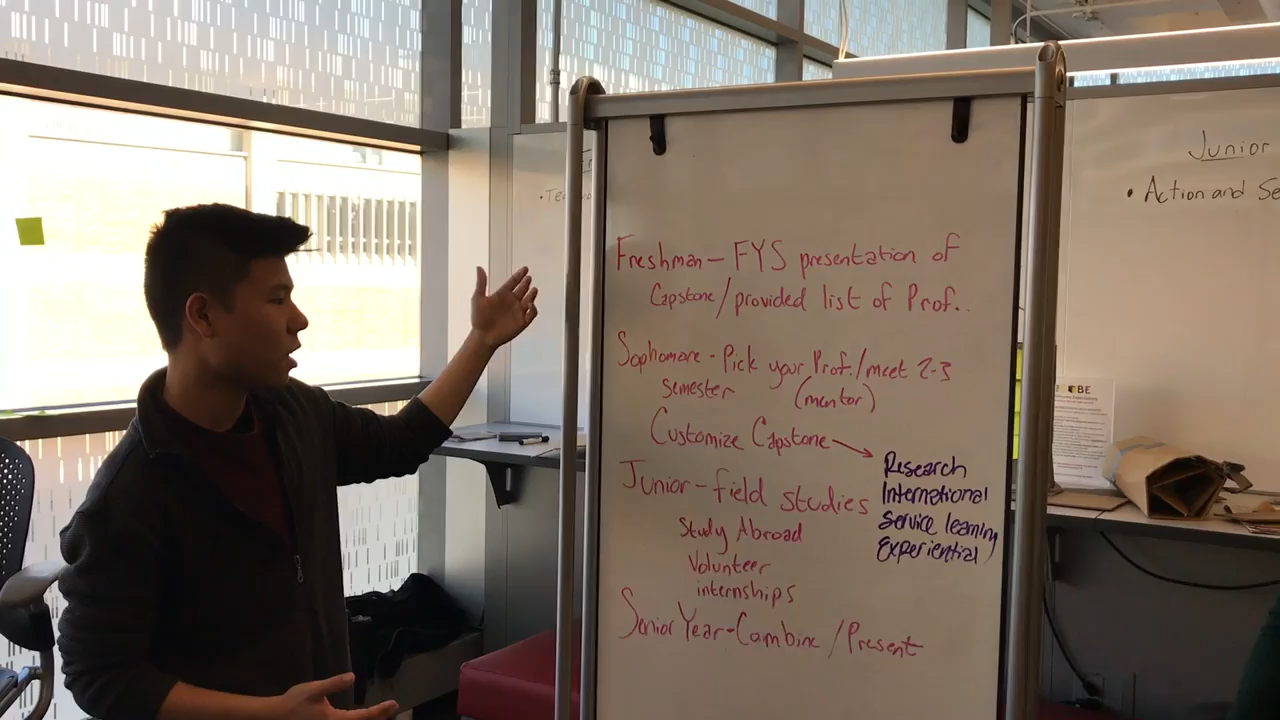 Freshman - FYS presentation of
Capstone/provided list of Prof..
Sophomore - Pick your Prof./meet 2-3
semester (mentor)
Customize Capstone →
Research
International
Service learning
Experiential
Junior - field studies
Study Abroad
Volunteer
internships
Senior Year - Combine / Present
Junior
• Action and Se
BE